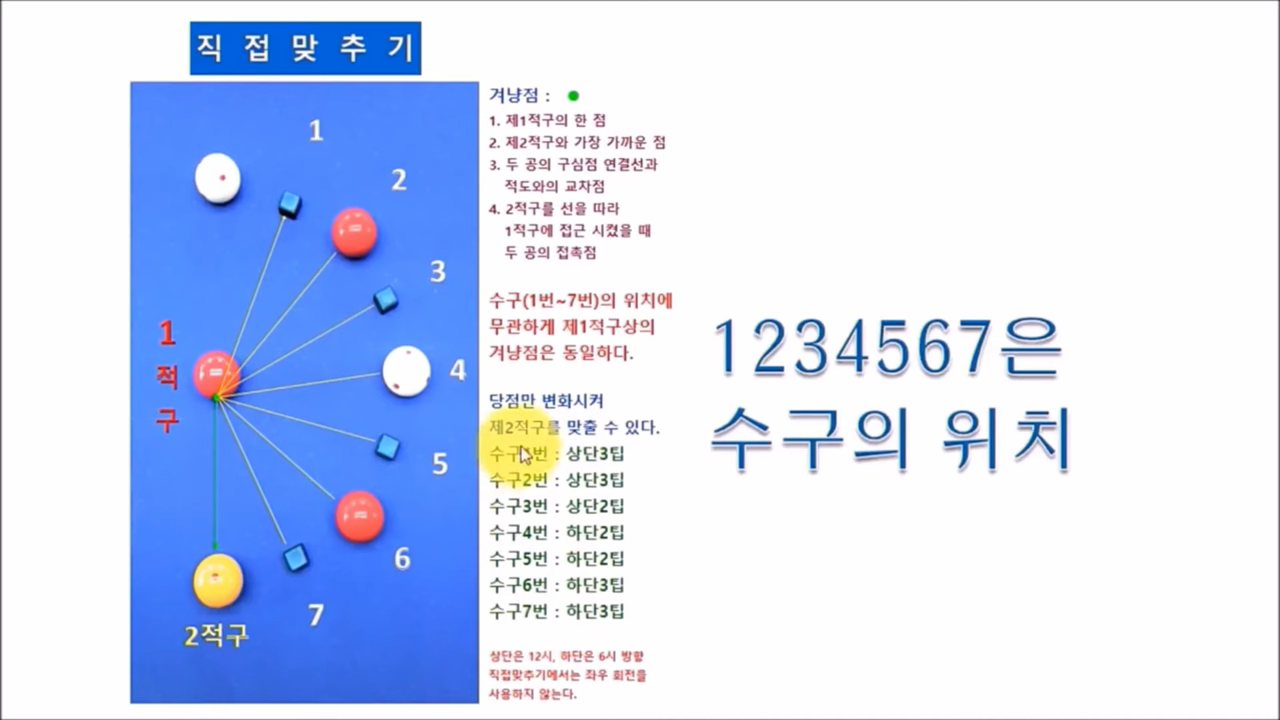 직 접 맞 추 기
1
2
3
4
5
6
7
1
적
구
2적구
겨냥점 :
1. 제1적구의 한 점
2. 제2적구와 가장 가까운 점
3. 두 공의 구심점 연결선과
적도와의 교차점
4. 2적구를 선을 따라
1적구에 접근 시켰을 때
두 공의 접촉점
수구(1번~7번)의 위치에
무관하게 제1적구상의
겨냥점은 동일하다.
당점만 변화시켜
제2적구를 맞출 수 있다.
수구1번 : 상단3팁
수구2번 : 상단3팁
수구3번 : 상단2팁
수구4번 : 하단2팁
수구5번 : 하단2팁
수구6번 : 하단3팁
수구7번 : 하단3팁
상단은 12시, 하단은 6시 방향
직접맞추기에서는 좌우 회전을
사용하지 않는다.
1234567은
수구의 위치